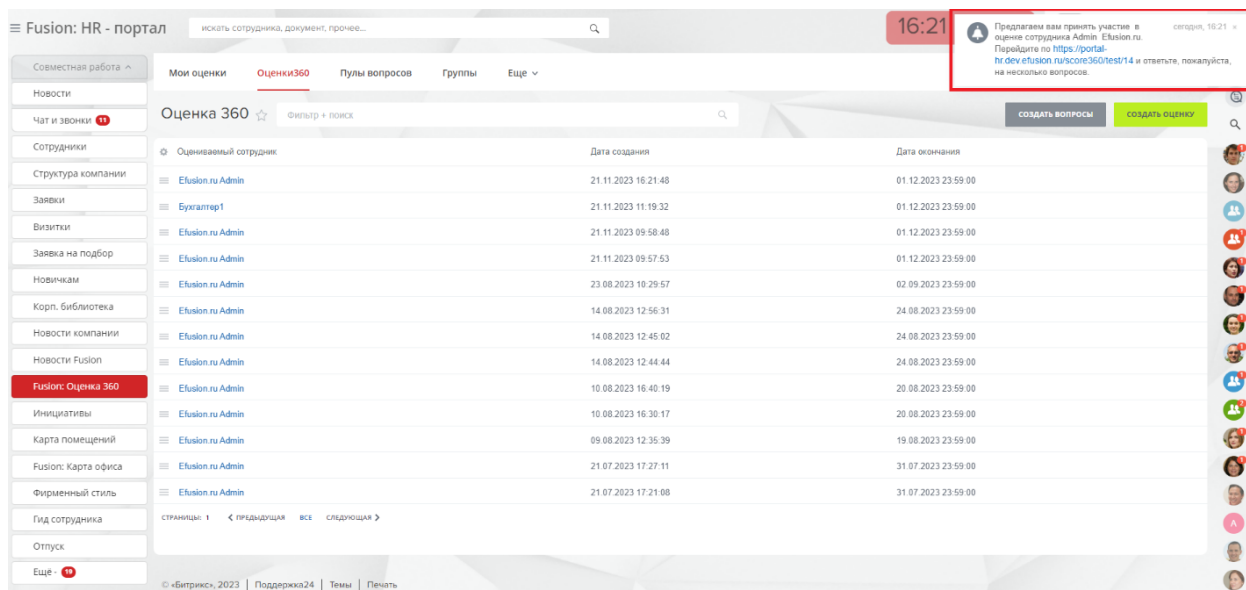 Fusion: HR - портал
искать сотрудника, документ, прочее...
16:21
Предлагаем вам принять участие в
сегодня, 16:21 ×
оценке сотрудника Admin Efusion.ru.
Перейдите по https://portal-
hr.dev.efusion.ru/score360/test/14 и ответьте, пожалуйста,
на несколько вопросов.
Совместная работа
Новости
Чат и звонки 11
Сотрудники
Структура компании
Заявки
Визитки
Заявка на подбор
Новичкам
Корп. библиотека
Новости компании
Новости Fusion
Fusion: Оценка 360
Инициативы
Карта помещений
Fusion: Карта офиса
Фирменный стиль
Гид сотрудника
Отпуск
Ещё - 19
Мои оценки Оценки360 Пулы вопросов Группы Ещё
Оценка 360 Фильтр + поиск
СОЗДАТЬ ВОПРОСЫ СОЗДАТЬ ОЦЕНКУ
Оцениваемый сотрудник Дата создания Дата окончания
Efusion.ru Admin 21.11.2023 16:21:48 01.12.2023 23:59:00
Бухгалтер1 21.11.2023 11:19:32 01.12.2023 23:59:00
Efusion.ru Admin 21.11.2023 09:58:48 01.12.2023 23:59:00
Efusion.ru Admin 21.11.2023 09:57:53 01.12.2023 23:59:00
Efusion.ru Admin 23.08.2023 10:29:57 02.09.2023 23:59:00
Efusion.ru Admin 14.08.2023 12:56:31 24.08.2023 23:59:00
Efusion.ru Admin 14.08.2023 12:45:02 24.08.2023 23:59:00
Efusion.ru Admin 14.08.2023 12:44:44 24.08.2023 23:59:00
Efusion.ru Admin 10.08.2023 16:40:19 20.08.2023 23:59:00
Efusion.ru Admin 10.08.2023 16:30:17 20.08.2023 23:59:00
Efusion.ru Admin 09.08.2023 12:35:39 19.08.2023 23:59:00
Efusion.ru Admin 21.07.2023 17:27:11 31.07.2023 23:59:00
Efusion.ru Admin 21.07.2023 17:21:08 31.07.2023 23:59:00
СТРАНИЦЫ: 1 ПРЕДЫДУЩАЯ ВСЕ СЛЕДУЮЩАЯ
© «Битрикс», 2023 | Поддержка24 | Темы | Печать
А